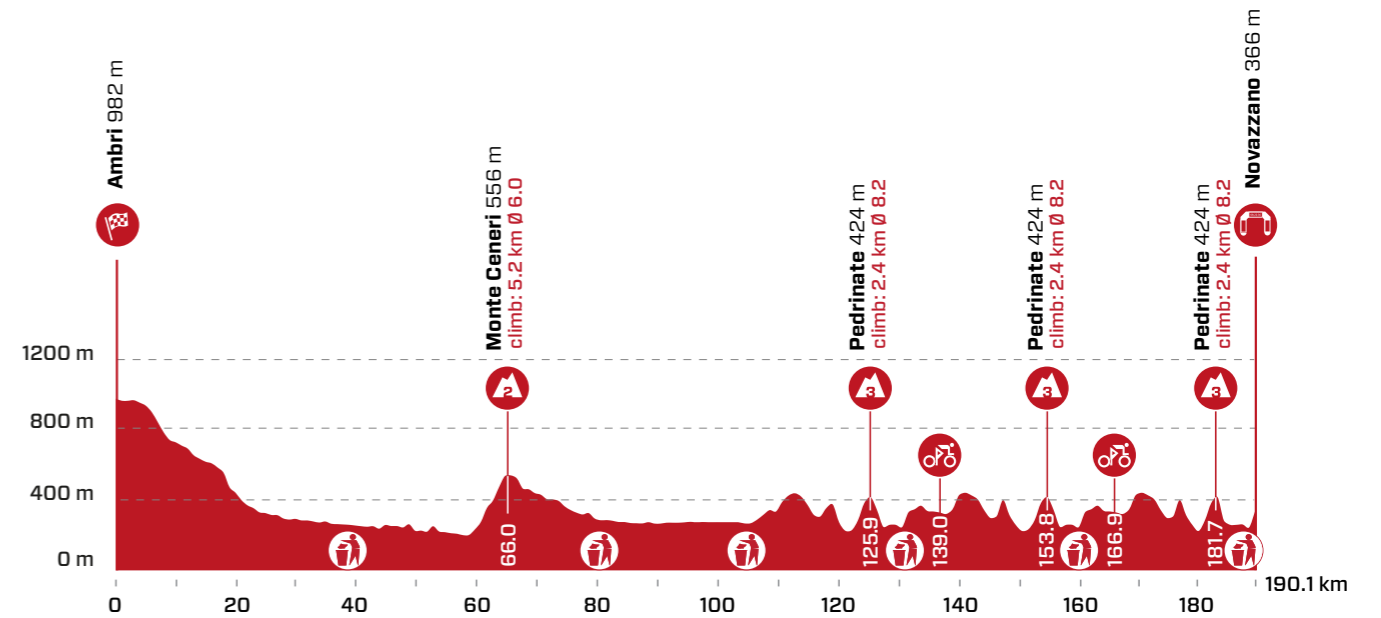 Ambri 982 m
Monte Ceneri 556 m
climb: 5.2 km Ø 6.0
Pedrinate 424 m
climb: 2.4 km Ø 8.2
Pedrinate 424 m
climb: 2.4 km Ø 8.2
Pedrinate 424 m
climb: 2.4 km Ø 8.2
Novazzano 366 m
1200 m
800 m
400 m
0 m
2
3
3
3
66.0
125.9
139.0
153.8
166.9
181.7
0
20
40
60
80
100
120
140
160
180
190.1 km